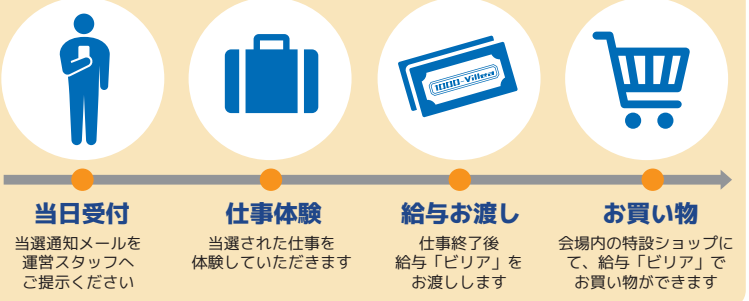 1000-Villea
当日受付
当選通知メールを
運営スタッフへ
ご提示ください
仕事体験
当選された仕事を
体験していただきます
給与お渡し
仕事終了後
給与「ビリア」を
お渡しします
お買い物
会場内の特設ショップに
て、給与「ビリア」で
お買い物ができます